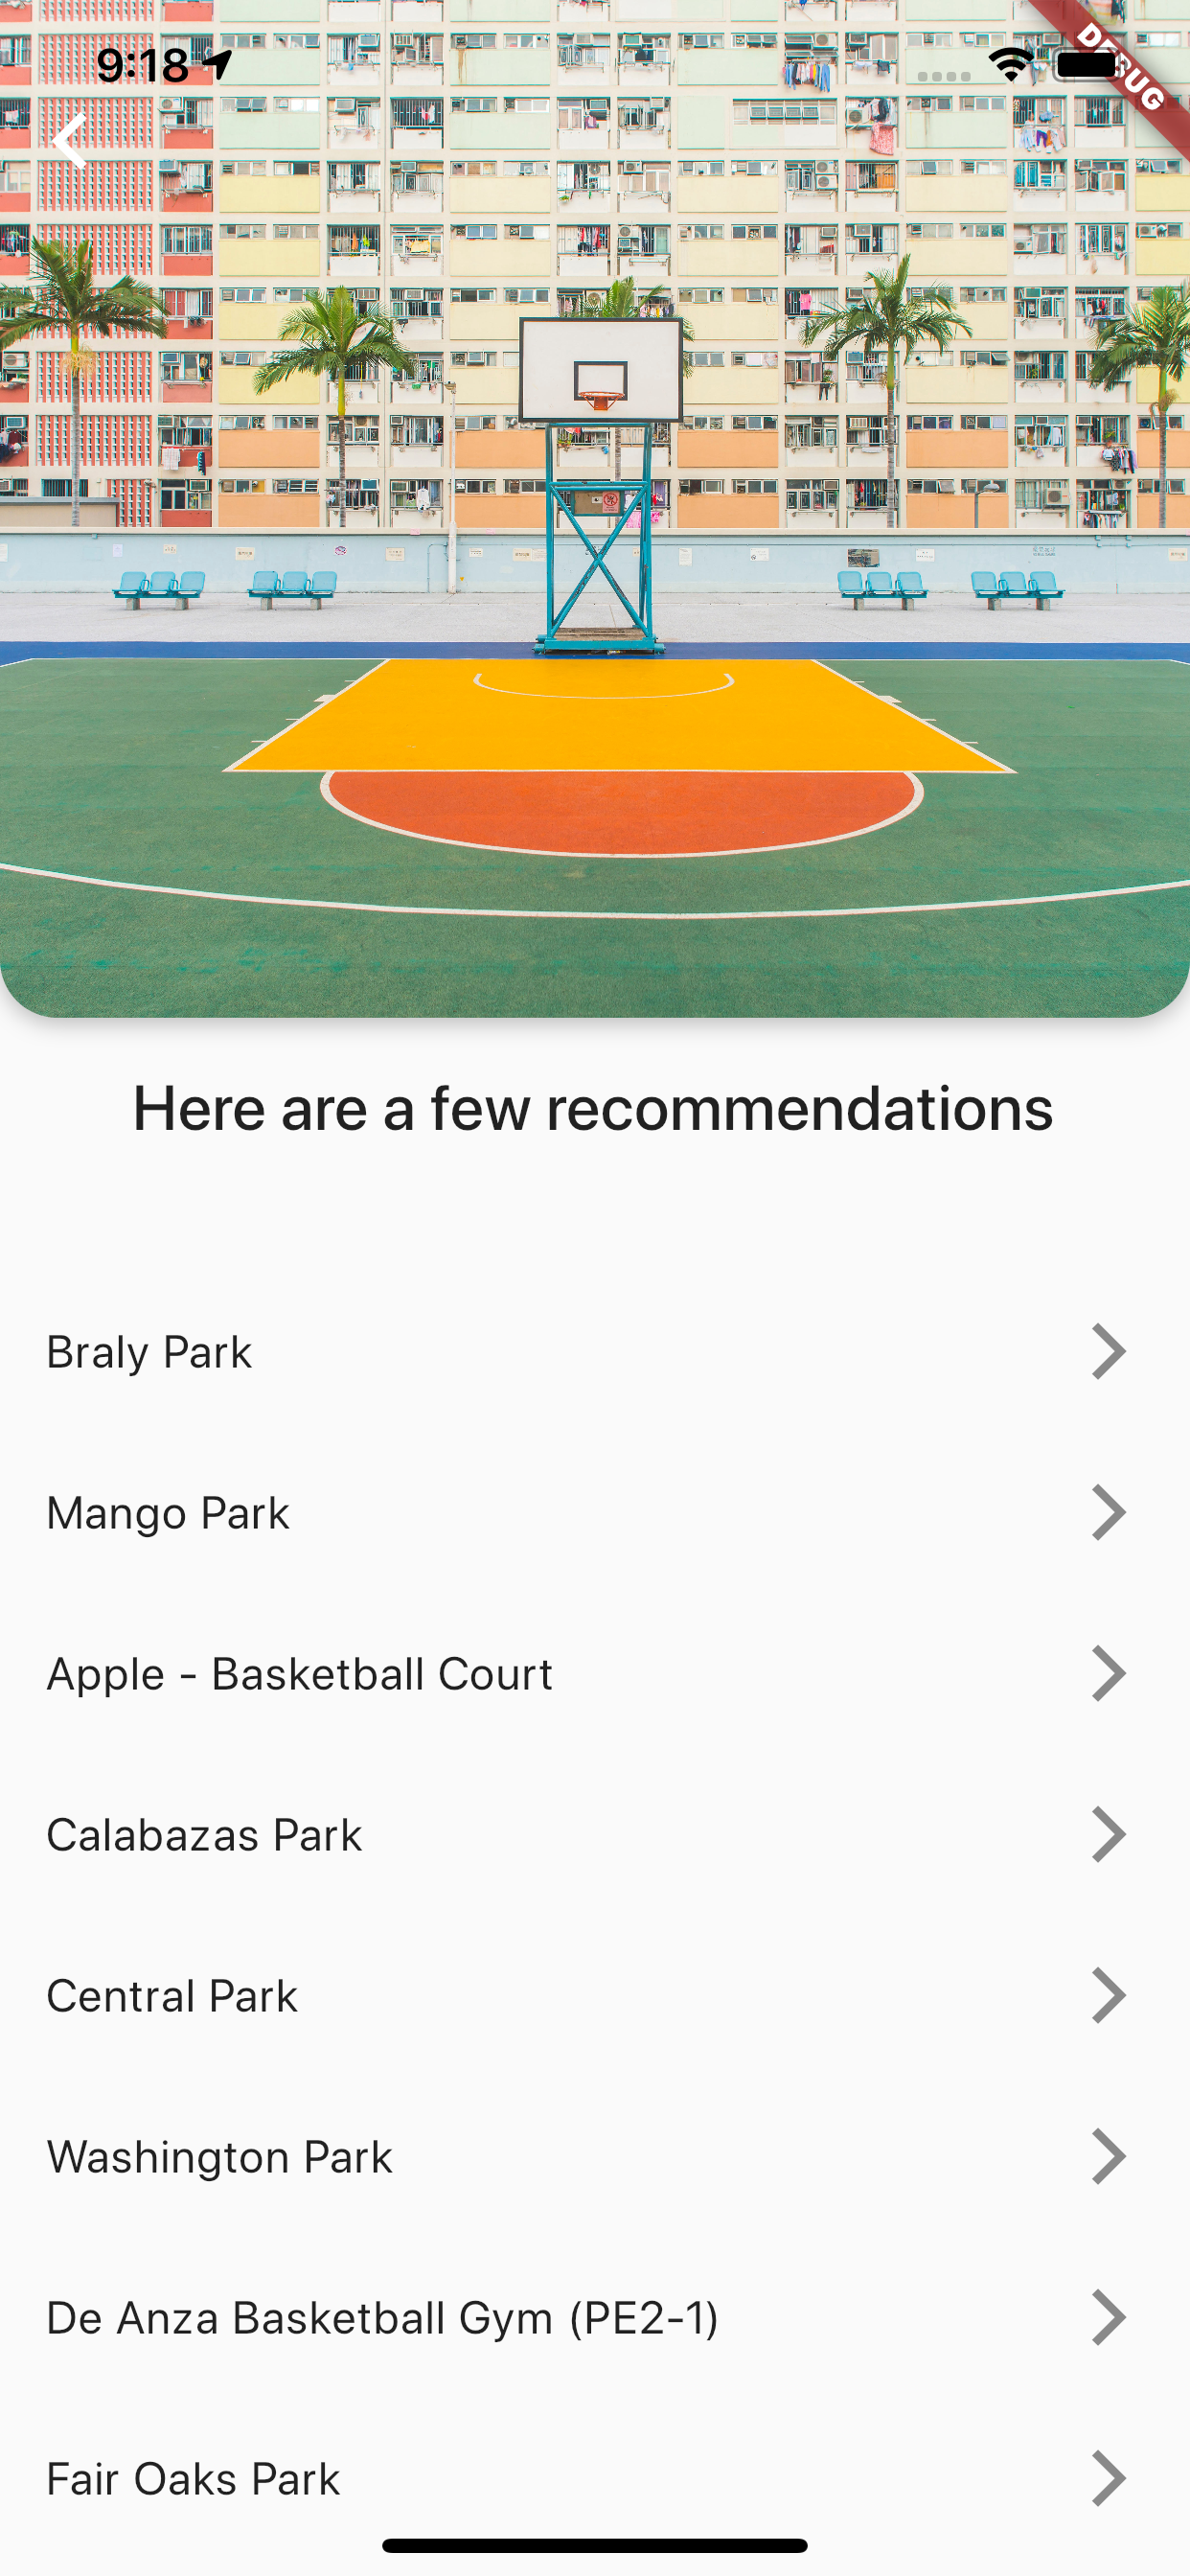 9:18
DEBUG
Here are a few recommendations
Braly Park
Mango Park
Apple - Basketball Court
Calabazas Park
Central Park
Washington Park
De Anza Basketball Gym (PE2-1)
Fair Oaks Park